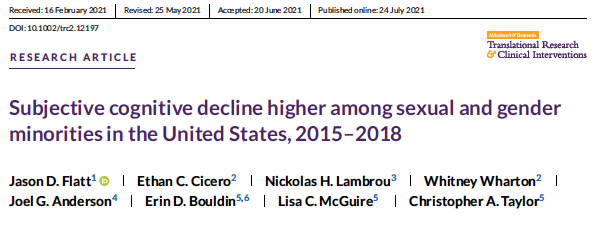 Received: 16 February 2021 | Revised: 25 May 2021 | Accepted: 20 June 2021 | Published online: 24 July 2021
DOI: 10.1002/trc2.12197
Alzheimer's & Dementia
Translational Research
& Clinical Interventions
RESEARCH ARTICLE
Subjective cognitive decline higher among sexual and gender
minorities in the United States, 2015–2018
Jason D. Flatt1 iD | Ethan C. Cicero2 | Nickolas H. Lambrou3 | Whitney Wharton2 |
Joel G. Anderson4 | Erin D. Bouldin5,6 | Lisa C. McGuire5 | Christopher A. Taylor5